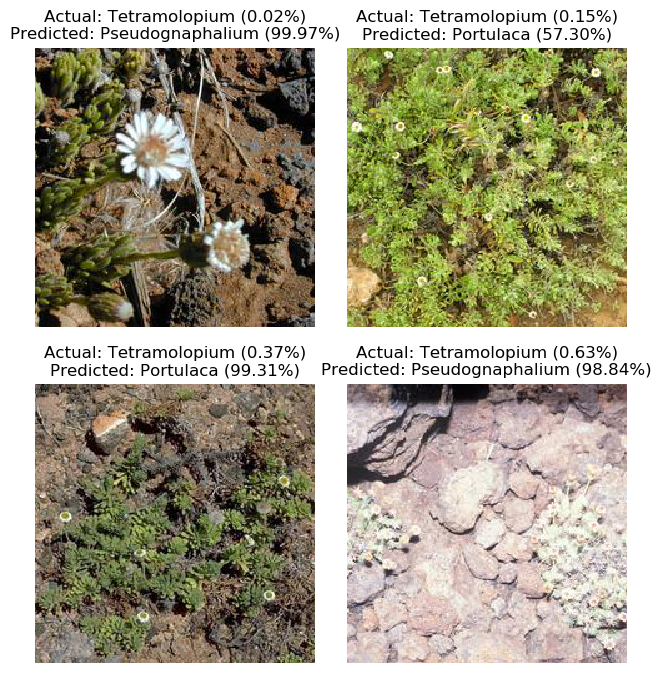 Actual: Tetramolopium (0.02%)
Predicted: Pseudognaphalium (99.97%)
Actual: Tetramolopium (0.15%)
Predicted: Portulaca (57.30%)
Actual: Tetramolopium (0.37%)
Predicted: Portulaca (99.31%)
Actual: Tetramolopium (0.63%)
Predicted: Pseudognaphalium (98.84%)